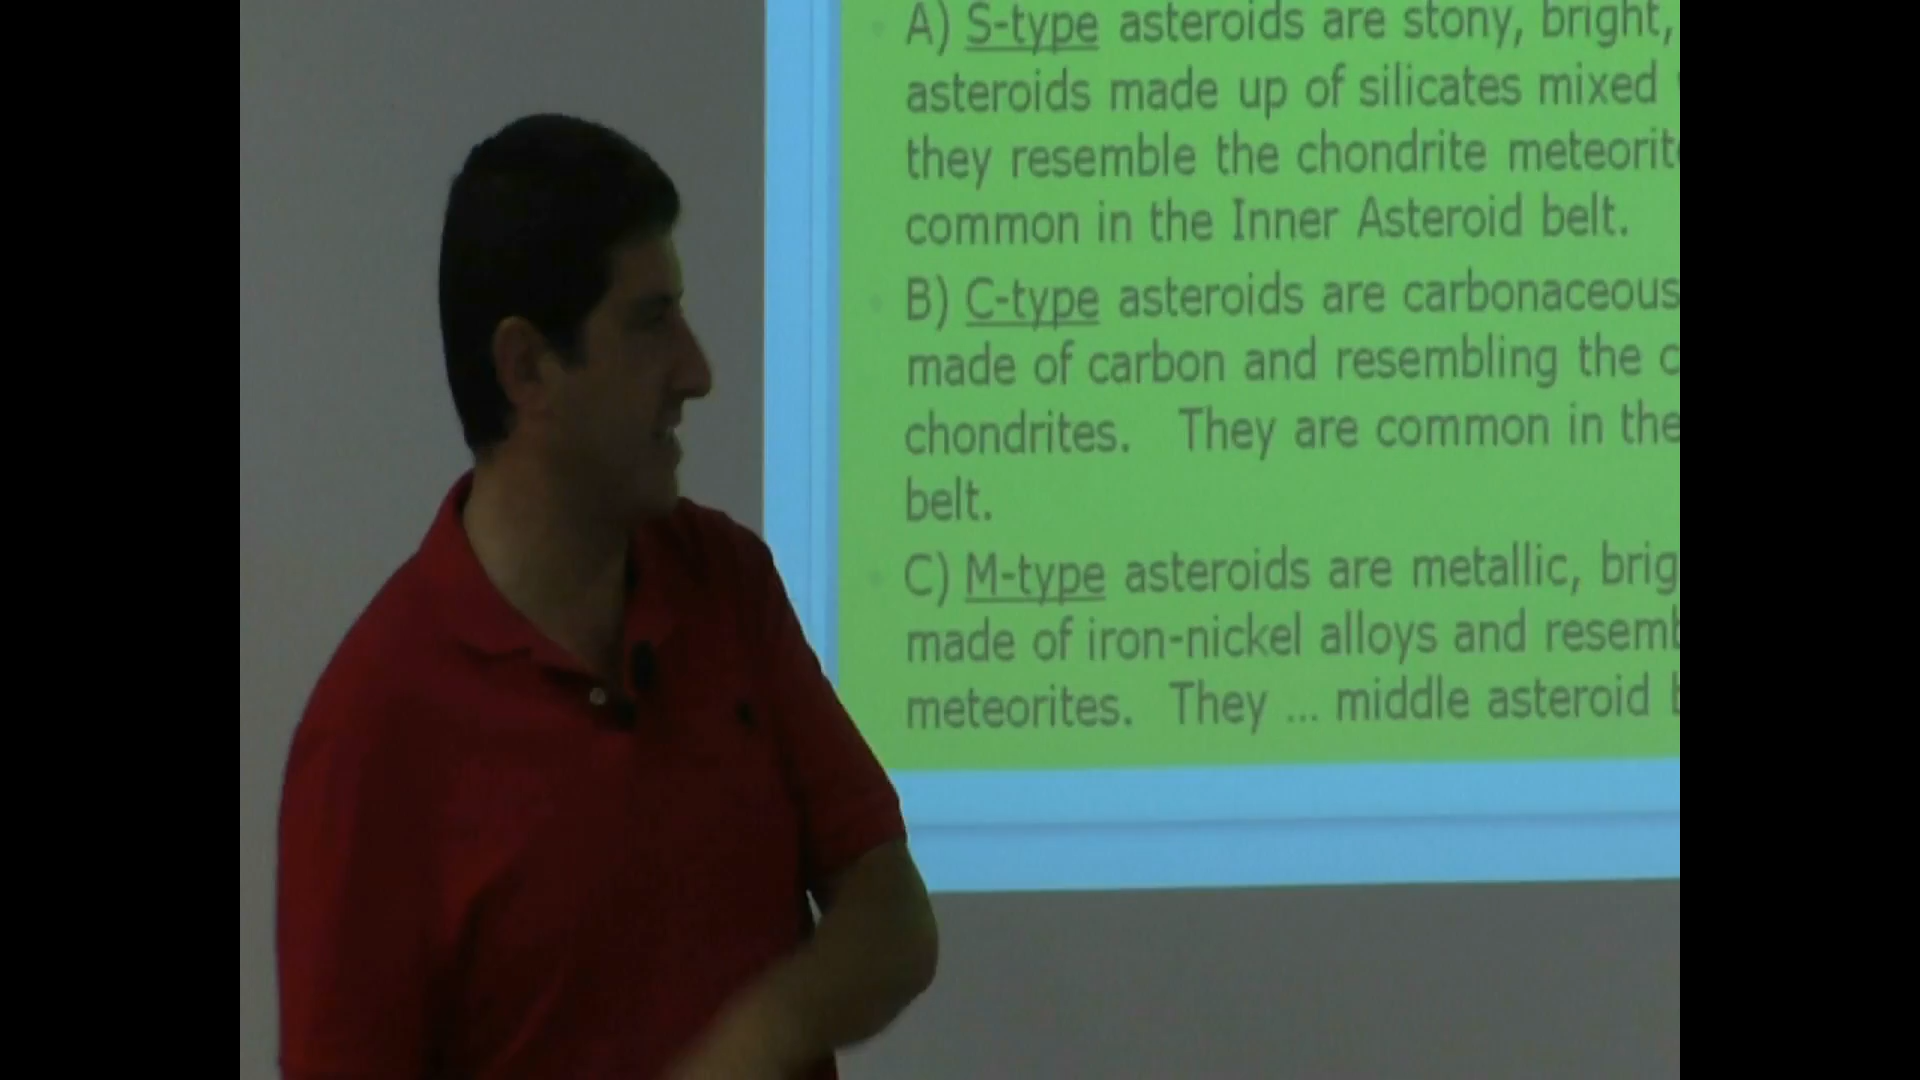 A) S-type asteroids are stony, bright,
asteroids made up of silicates mixed
they resemble the chondrite
common in the Inner Asteroid belt.
B) C-type asteroids are carbonaceous
made of carbon and resembling the
chondrites. They are common in the
belt.
C) M-type asteroids are metallic,
made of iron-nickel alloys and
meteorites. They ... middle asteroid